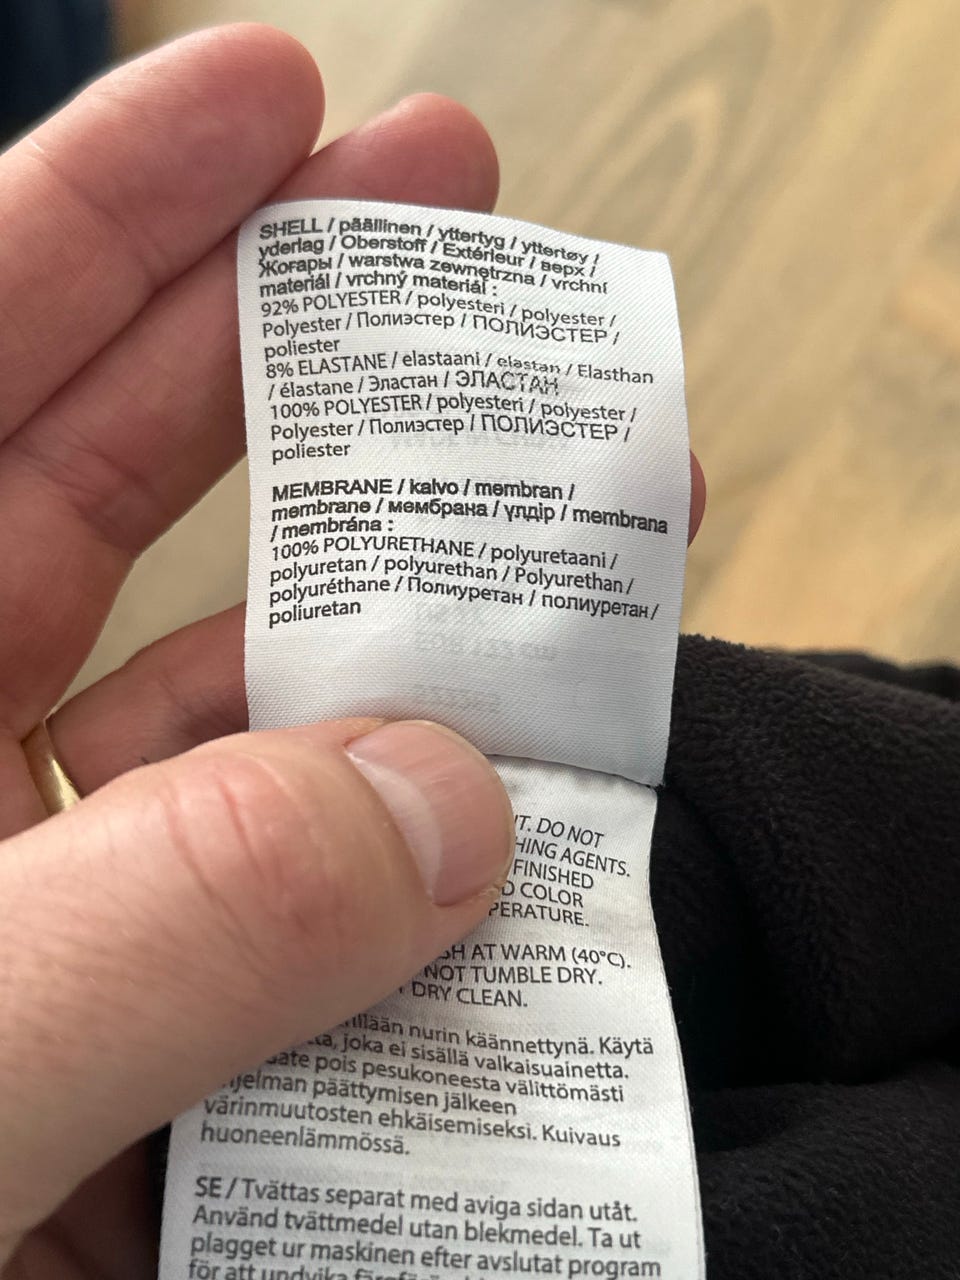 SHELL / päällinen / yttertyg / yttertøy /
yderlag / Oberstoff / Extérieur / верх /
Жоғары / warstwa zewnętrzna / vrchní
materiál / vrchný materiál :
92% POLYESTER / polyesteri / polyester /
Polyester / Полиэстер / ПОЛИЭСТЕР /
poliester
8% ELASTANE / elastaani / elastan / Elasthan
/ élastane / Эластан / ЭЛАСТАН
100% POLYESTER / polyesteri / polyester /
Polyester / Полиэстер / ПОЛИЭСТЕР /
poliester
MEMBRANE / kalvo / membran /
membrane / мембрана / үлдір / membrana
/ membrána :
100% POLYURETHANE / polyuretaani /
polyuretan / polyurethan / Polyurethan /
polyuréthane / Полиуретан / полиуретан /
poliuretan
DO NOT
AGENTS.
FINISHED
COLOR
AT WARM (40°C).
NOT TUMBLE DRY.
DRY CLEAN.
nurin käännettynä. Käytä
joka ei sisällä valkaisuainetta.
pois pesukoneesta välittömästi
päättymisen jälkeen
värinmuutosten ehkäisemiseksi. Kuivaus
huoneenlämmössä.
SE / Tvättas separat med aviga sidan utåt.
Använd tvättmedel utan blekmedel. Ta ut
plagget ur maskinen efter avslutat program
för att undvika